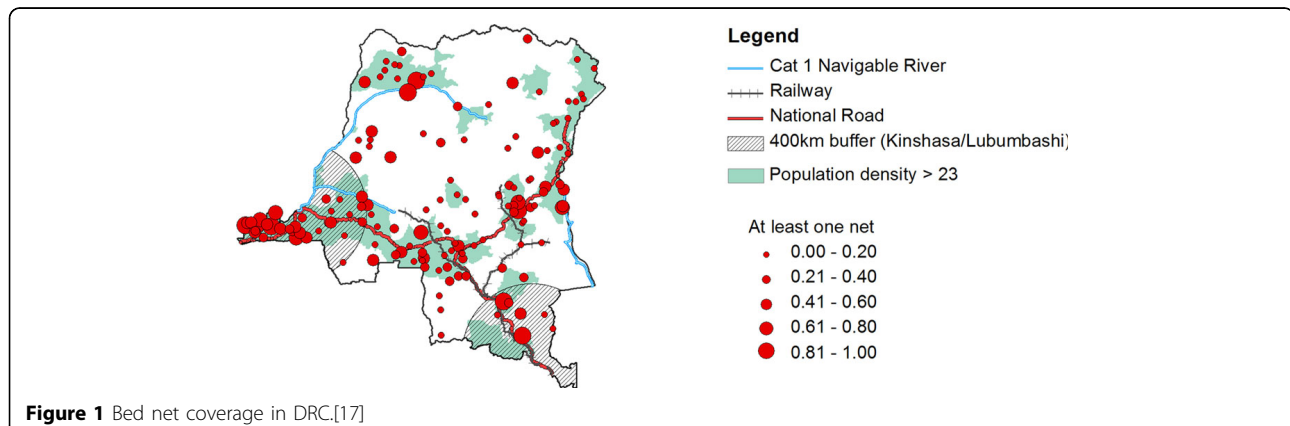 Legend
Cat 1 Navigable River
Railway
National Road
400km buffer (Kinshasa/Lubumbashi)
Population density > 23
At least one net
0.00 - 0.20
0.21 - 0.40
0.41 - 0.60
0.61 - 0.80
0.81 - 1.00
Figure 1 Bed net coverage in DRC.[17]